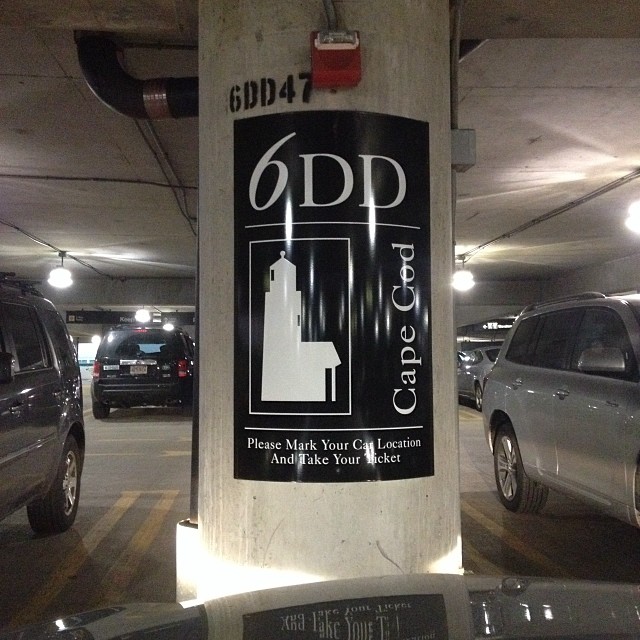 6DD47
6DD
Cape Cod
Please Mark Your Car Location
And Take Your Ticket